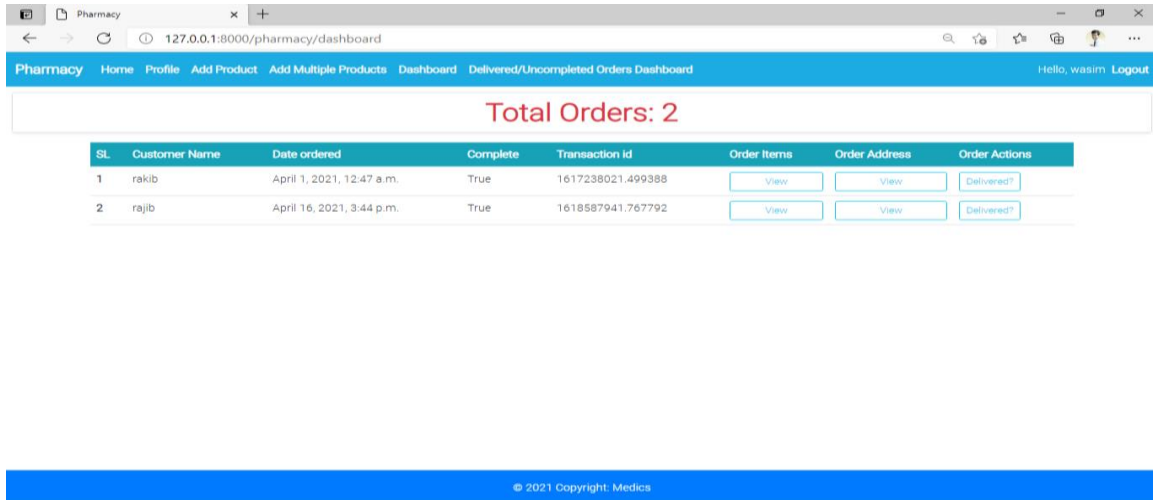 Pharmacy
127.0.0.1:8000/pharmacy/dashboard
Pharmacy Home Profile Add Product Add Multiple Products Dashboard Delivered/Uncompleted Orders Dashboard Hello, wasim Logout
Total Orders: 2
SL Customer Name Date ordered Complete Transaction id Order Items Order Address Order Actions
1 rakib April 1, 2021, 12:47 a.m. True 1617238021.499388 View View Delivered?
2 rajib April 16, 2021, 3:44 p.m. True 1618587941.767792 View View Delivered?
© 2021 Copyright: Medics